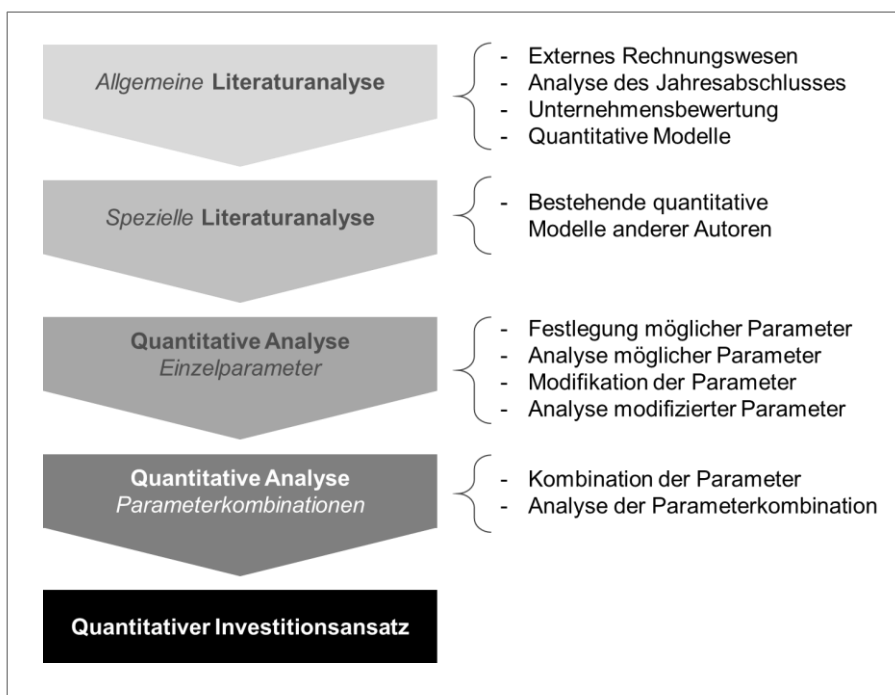 Allgemeine Literaturanalyse
- Externes Rechnungswesen
- Analyse des Jahresabschlusses
- Unternehmensbewertung
- Quantitative Modelle
Spezielle Literaturanalyse
- Bestehende quantitative
Modelle anderer Autoren
Quantitative Analyse
Einzelparameter
- Festlegung möglicher Parameter
- Analyse möglicher Parameter
- Modifikation der Parameter
- Analyse modifizierter Parameter
Quantitative Analyse
Parameterkombinationen
- Kombination der Parameter
- Analyse der Parameterkombination
Quantitativer Investitionsansatz